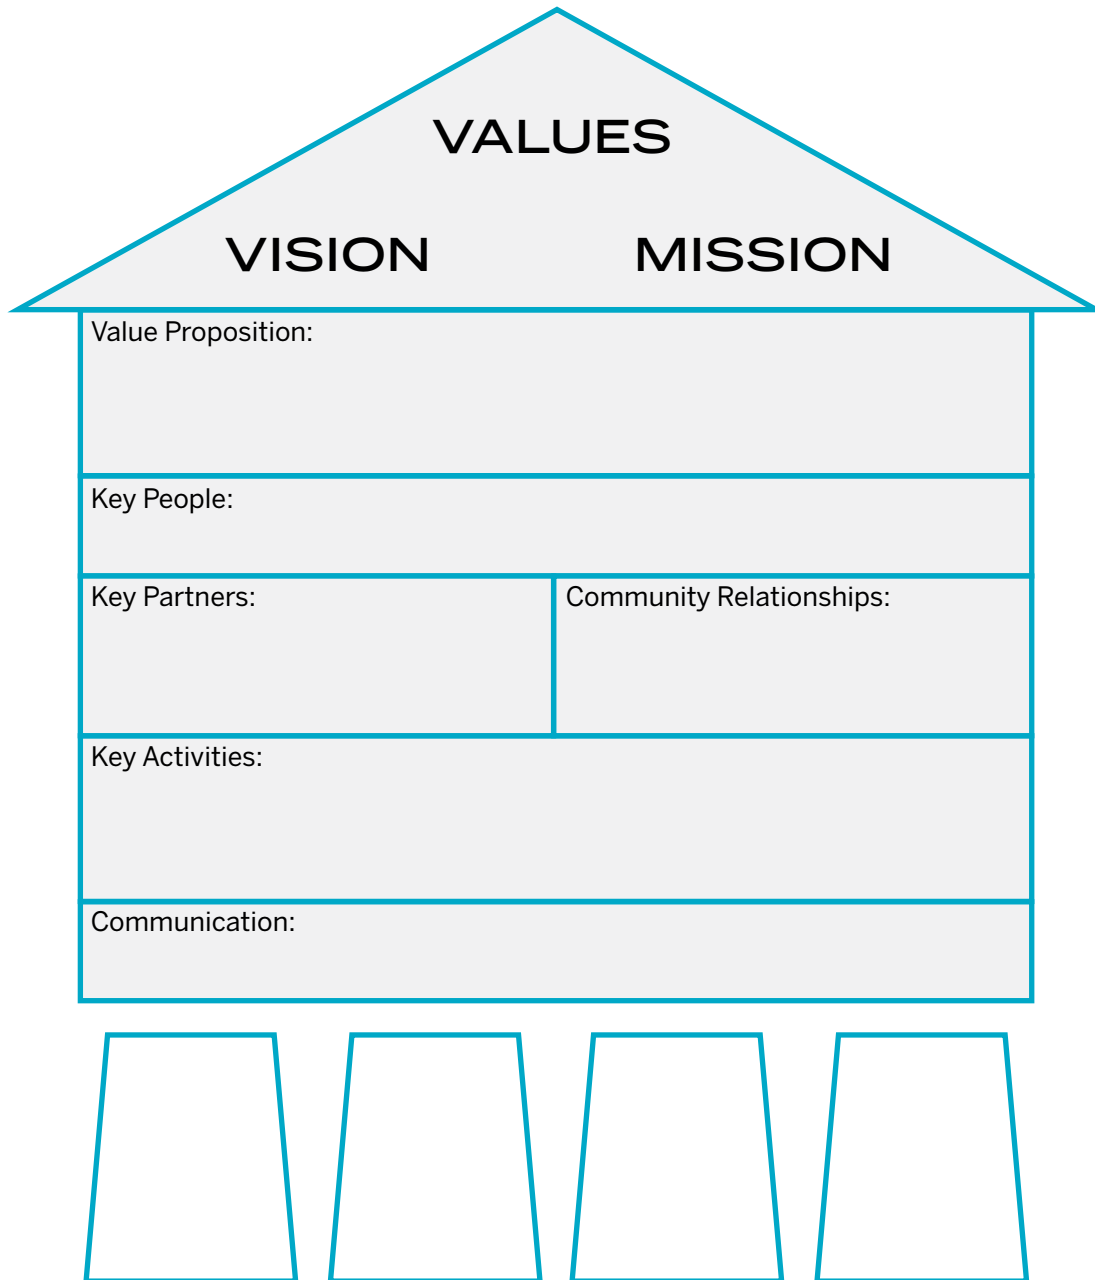 VALUES
VISION MISSION
Value Proposition:
Key People:
Key Partners:
Community Relationships:
Key Activities:
Communication: